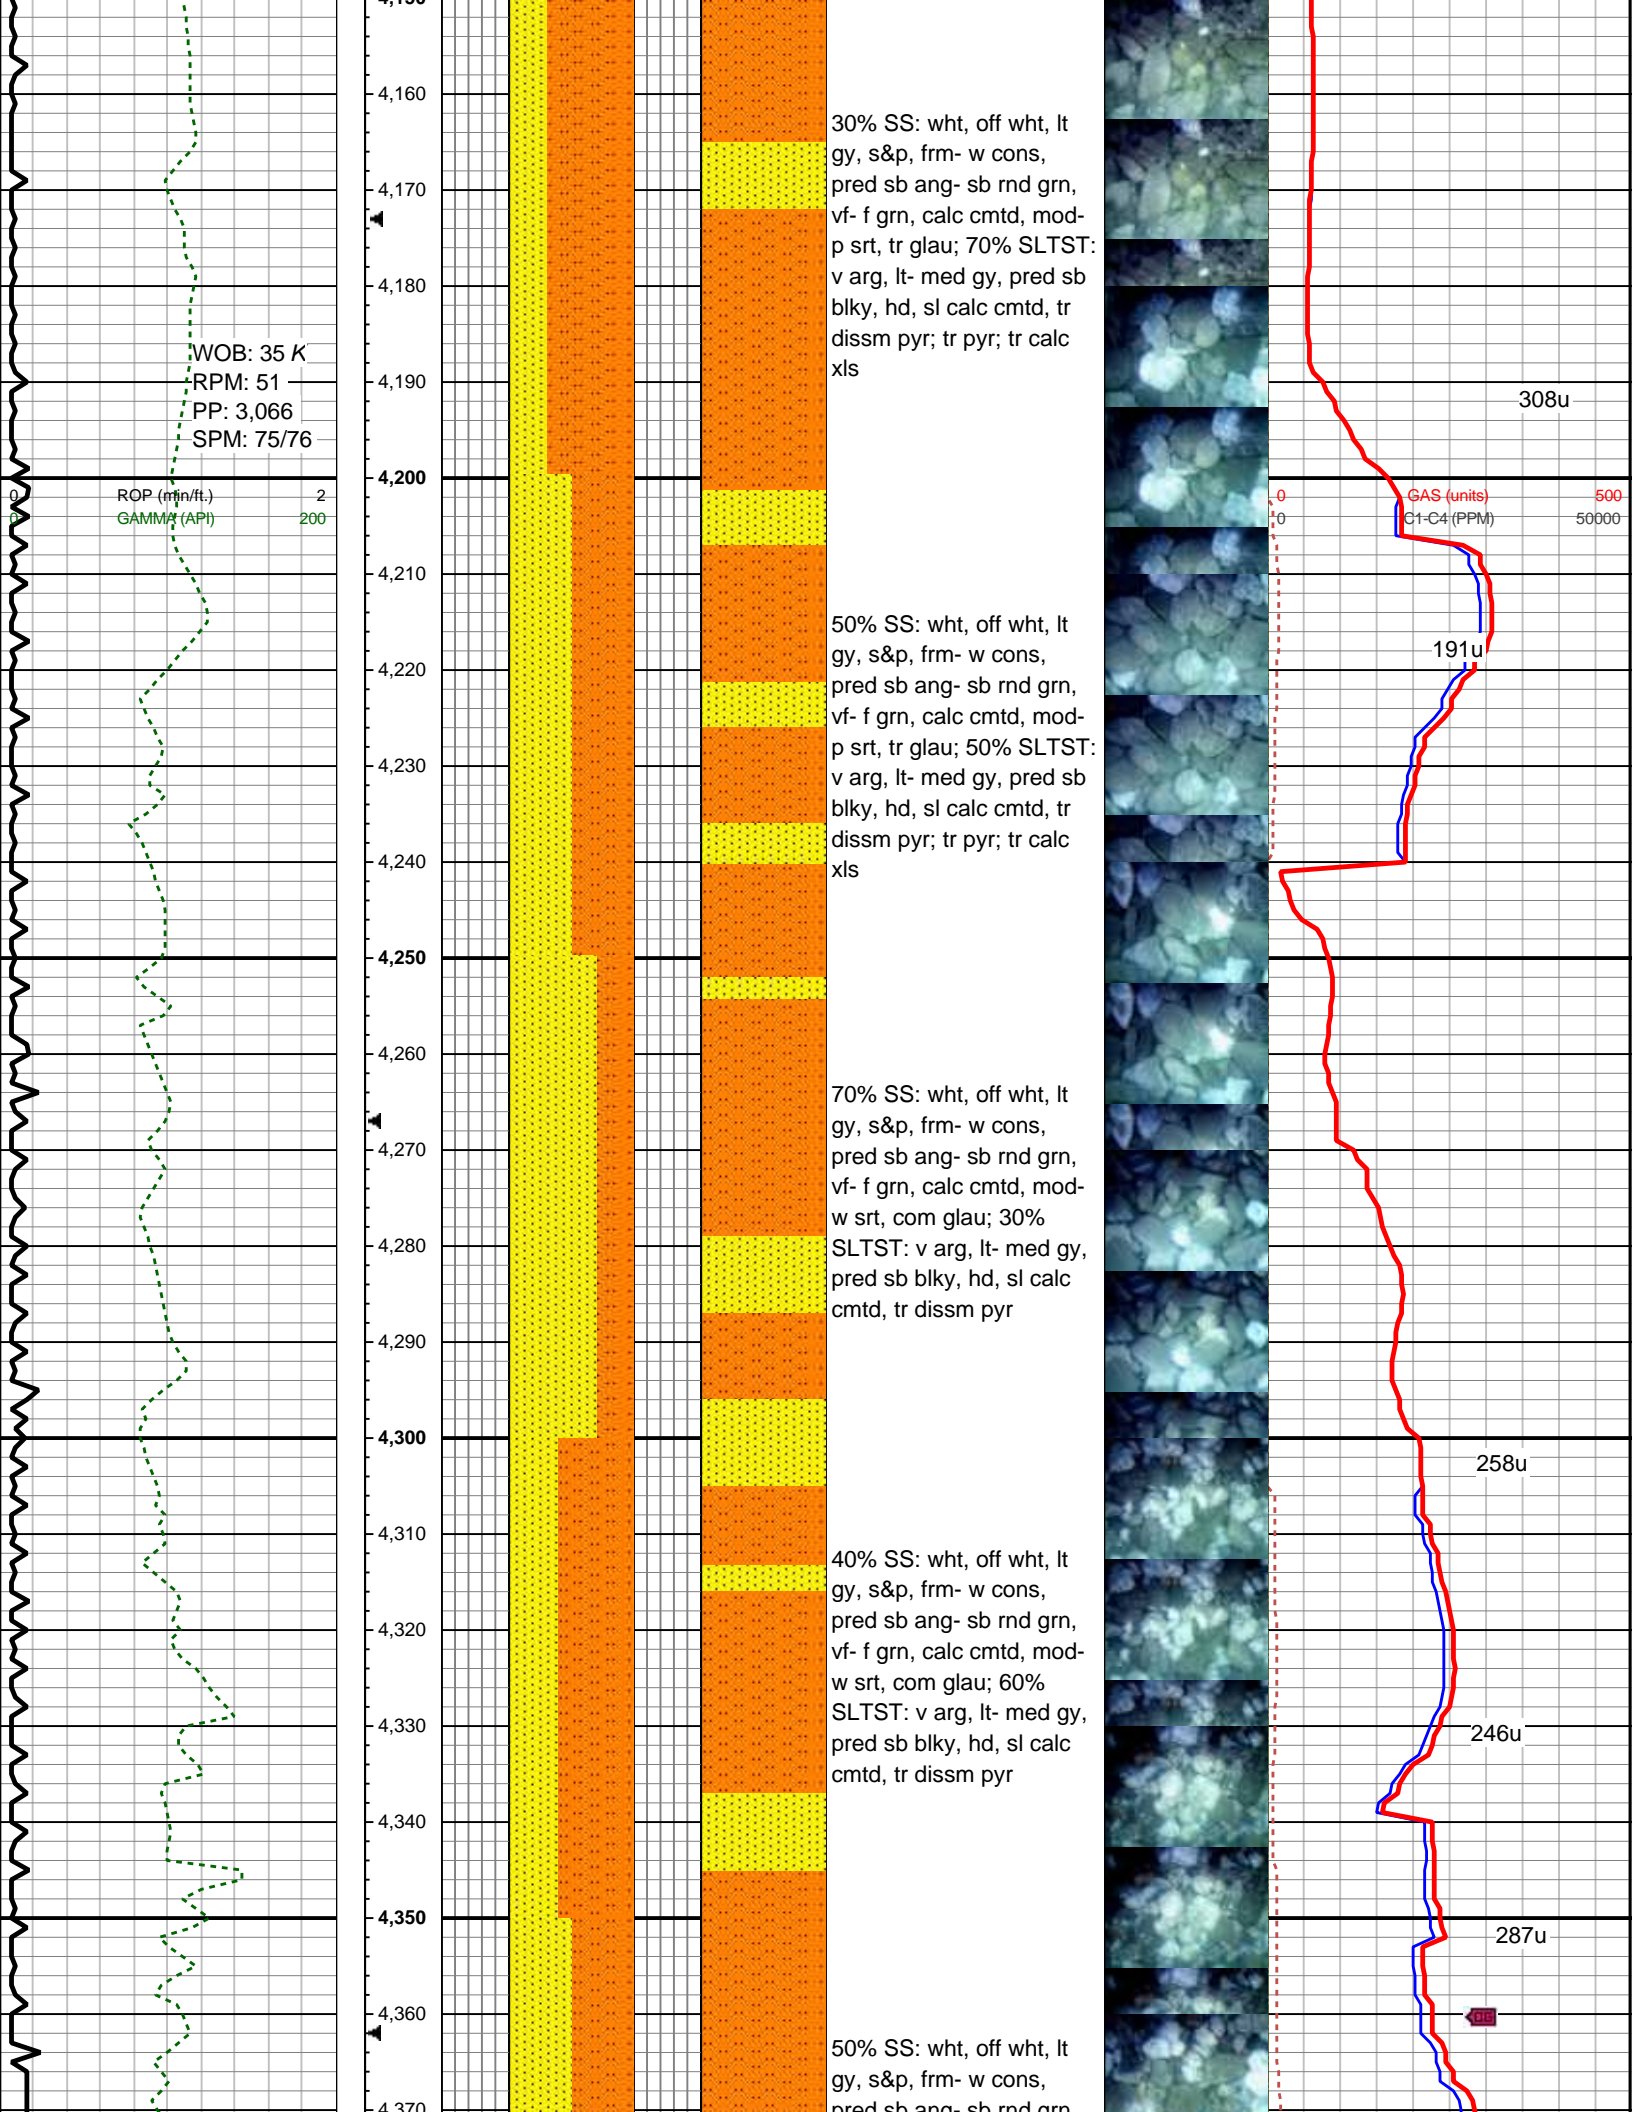 4,150
4,160
4,170
4,180
4,190
4,200
4,210
4,220
4,230
4,240
4,250
4,260
4,270
4,280
4,290
4,300
4,310
4,320
4,330
4,340
4,350
4,360
4,370
WOB: 35 K
RPM: 51
PP: 3,066
SPM: 75/76
0 ROP (min/ft.) 2
0 GAMMA (API) 200
30% SS: wht, off wht, lt
gy, s&p, frm- w cons,
pred sb ang- sb rnd grn,
vf- f grn, calc cmtd, mod-
p srt, tr glau; 70% SLTST:
v arg, lt- med gy, pred sb
blky, hd, sl calc cmtd, tr
dissm pyr; tr pyr; tr calc
xls
50% SS: wht, off wht, lt
gy, s&p, frm- w cons,
pred sb ang- sb rnd grn,
vf- f grn, calc cmtd, mod-
p srt, tr glau; 50% SLTST:
v arg, lt- med gy, pred sb
blky, hd, sl calc cmtd, tr
dissm pyr; tr pyr; tr calc
xls
70% SS: wht, off wht, lt
gy, s&p, frm- w cons,
pred sb ang- sb rnd grn,
vf- f grn, calc cmtd, mod-
w srt, com glau; 30%
SLTST: v arg, lt- med gy,
pred sb blky, hd, sl calc
cmtd, tr dissm pyr
40% SS: wht, off wht, lt
gy, s&p, frm- w cons,
pred sb ang- sb rnd grn,
vf- f grn, calc cmtd, mod-
w srt, com glau; 60%
SLTST: v arg, lt- med gy,
pred sb blky, hd, sl calc
cmtd, tr dissm pyr
50% SS: wht, off wht, lt
gy, s&p, frm- w cons,
pred sb ang- sb rnd grn
308u
0 GAS (units) 500
0 C1-C4 (PPM) 50000
191u
258u
246u
287u